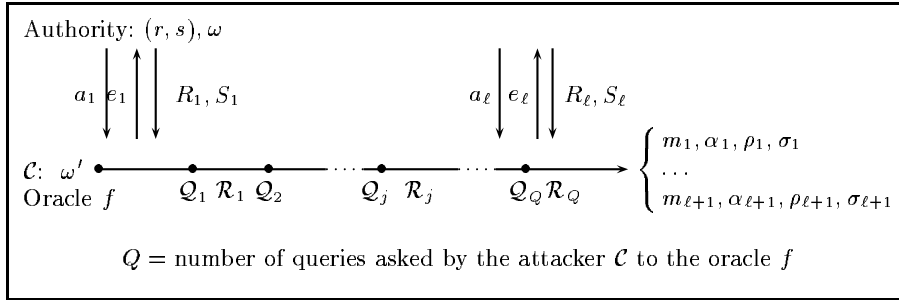 Authority: (r, s), ω
a₁ e₁ R₁, S₁ a_ℓ e_ℓ R_ℓ, S_ℓ
m₁, α₁, ρ₁, σ₁
𝒞: ω′ ··· ··· ...
𝒬₁ ℛ₁ 𝒬₂ 𝒬_j ℛ_j 𝒬_Q ℛ_Q
Oracle f m_{ℓ+1}, α_{ℓ+1}, ρ_{ℓ+1}, σ_{ℓ+1}
Q = number of queries asked by the attacker 𝒞 to the oracle f